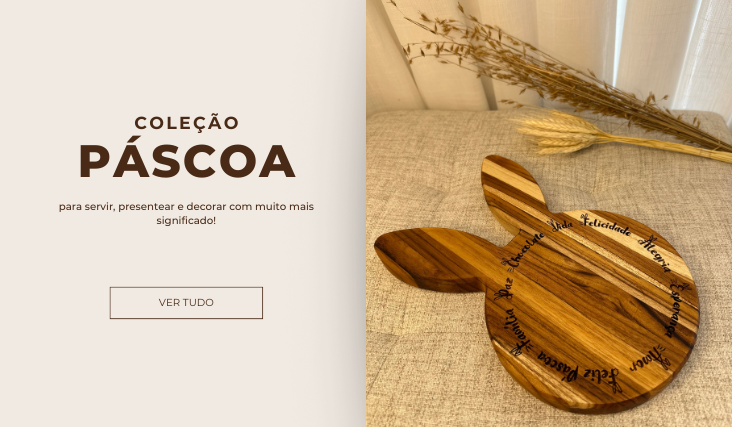 COLEÇÃO
PÁSCOA
para servir, presentear e decorar com muito mais
significado!
VER TUDO
Chocolate Vida Felicidade Alegria Esperança Amor Feliz Páscoa Família Paz